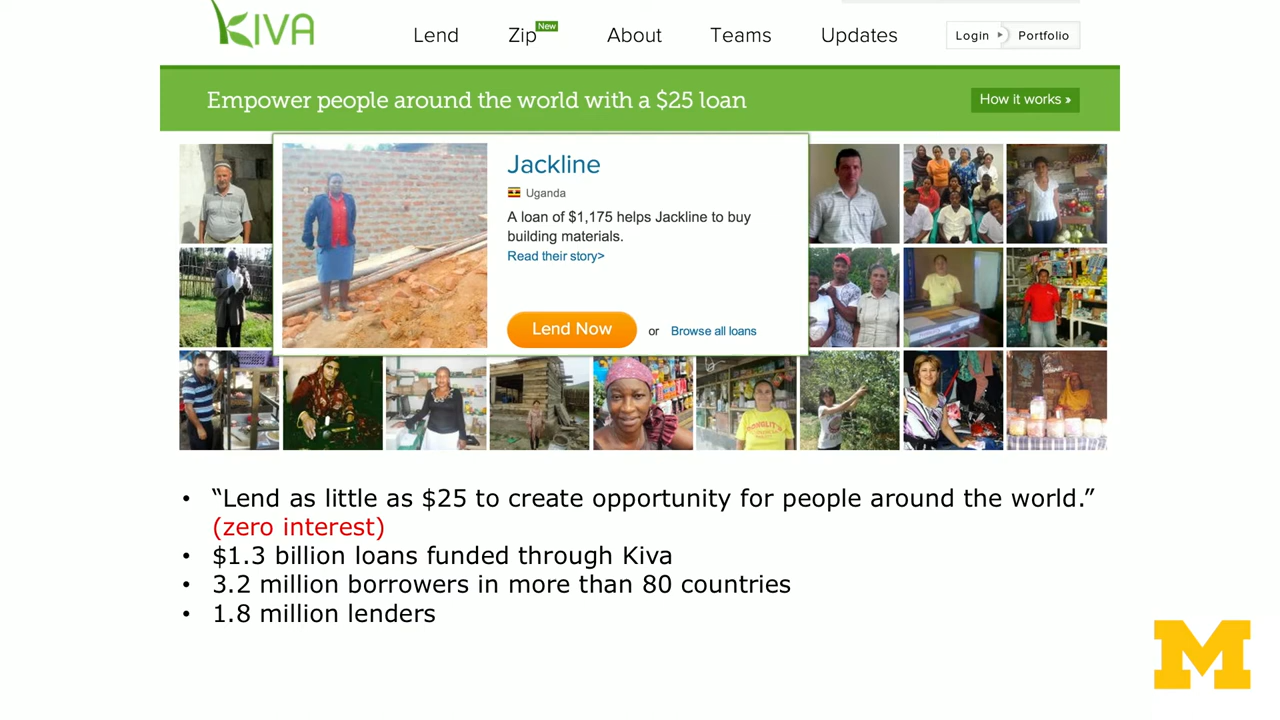 KIVA
Lend Zip New About Teams Updates Login Portfolio
Empower people around the world with a $25 loan How it works »
Jackline
Uganda
A loan of $1,175 helps Jackline to buy
building materials.
Read their story>
Lend Now or Browse all loans
• “Lend as little as $25 to create opportunity for people around the world.”
(zero interest)
• $1.3 billion loans funded through Kiva
• 3.2 million borrowers in more than 80 countries
• 1.8 million lenders
M